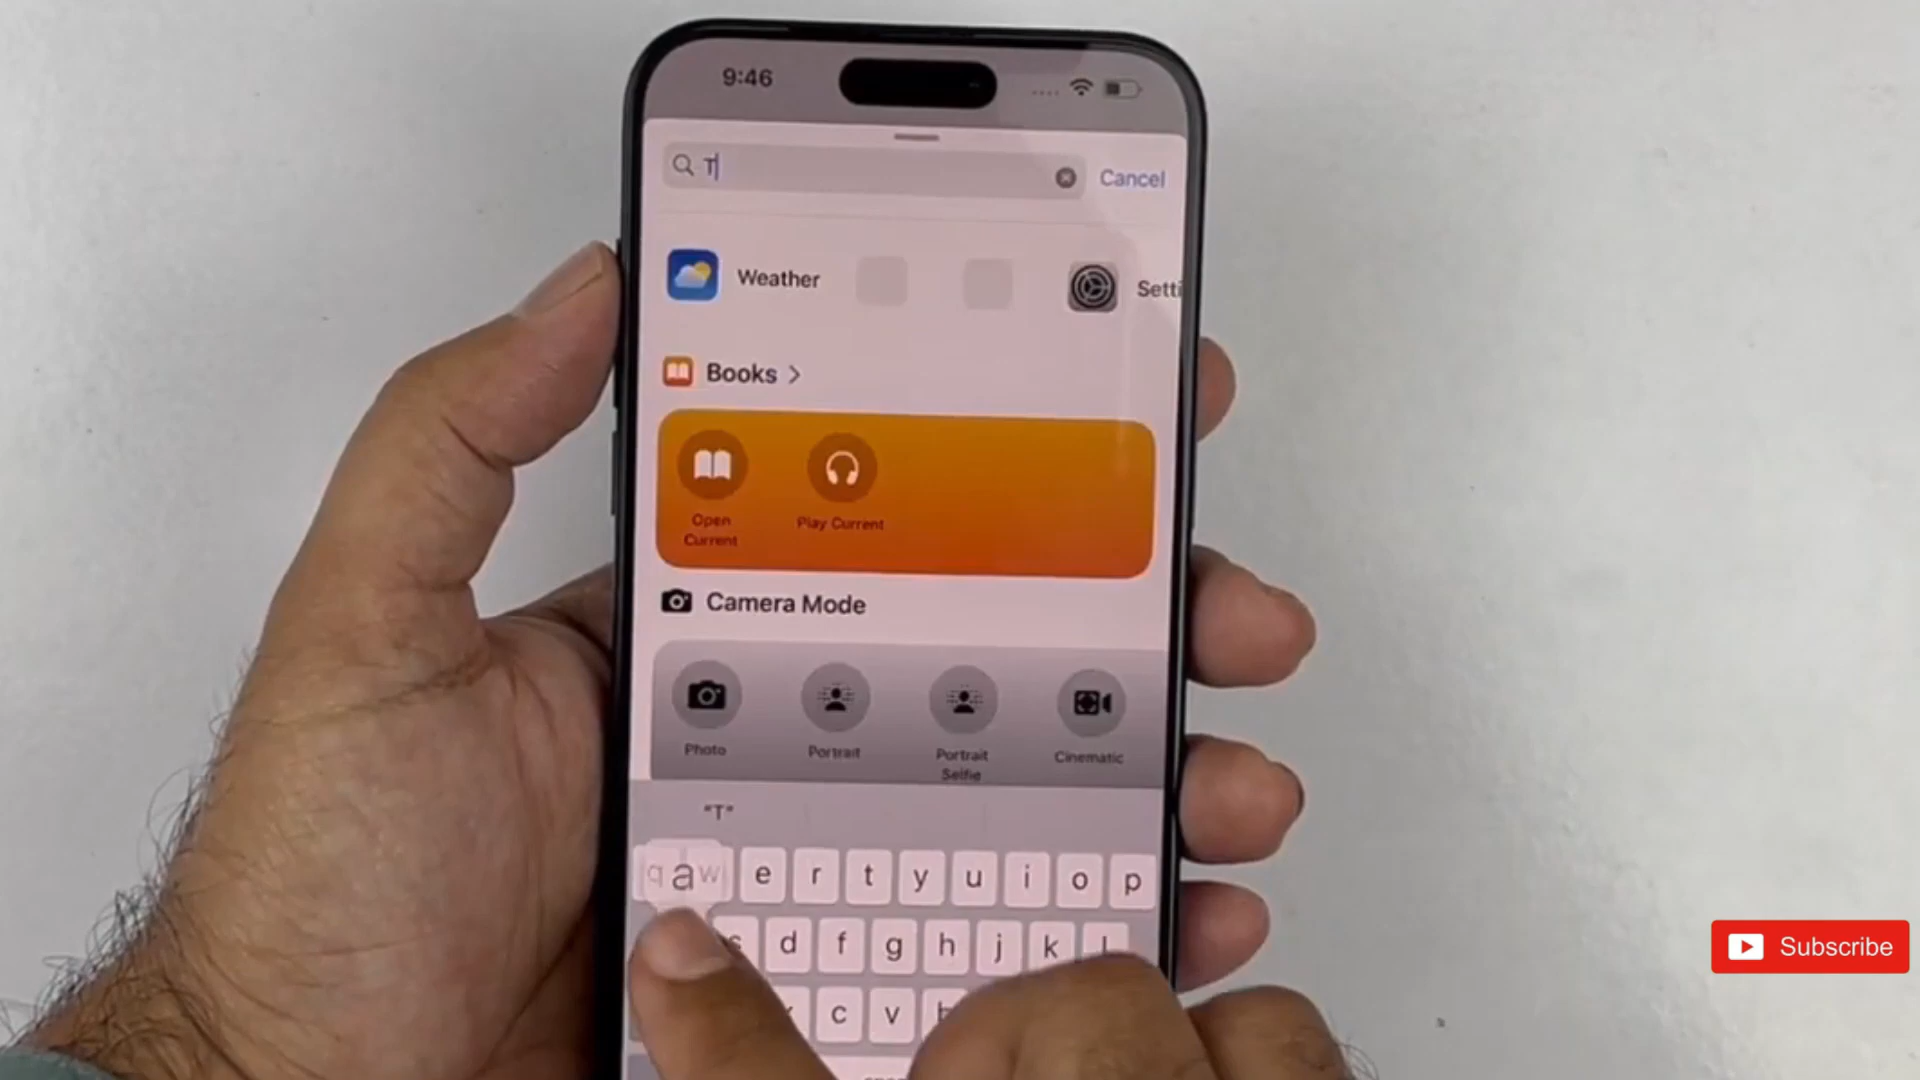 9:46
T
Cancel
Weather
Setti
Books >
Open
Current
Play Current
Camera Mode
Photo
Portrait
Portrait
Selfie
Cinematic
"T"
q a w e r t y u i o p
s d f g h j k l
c v b
Subscribe